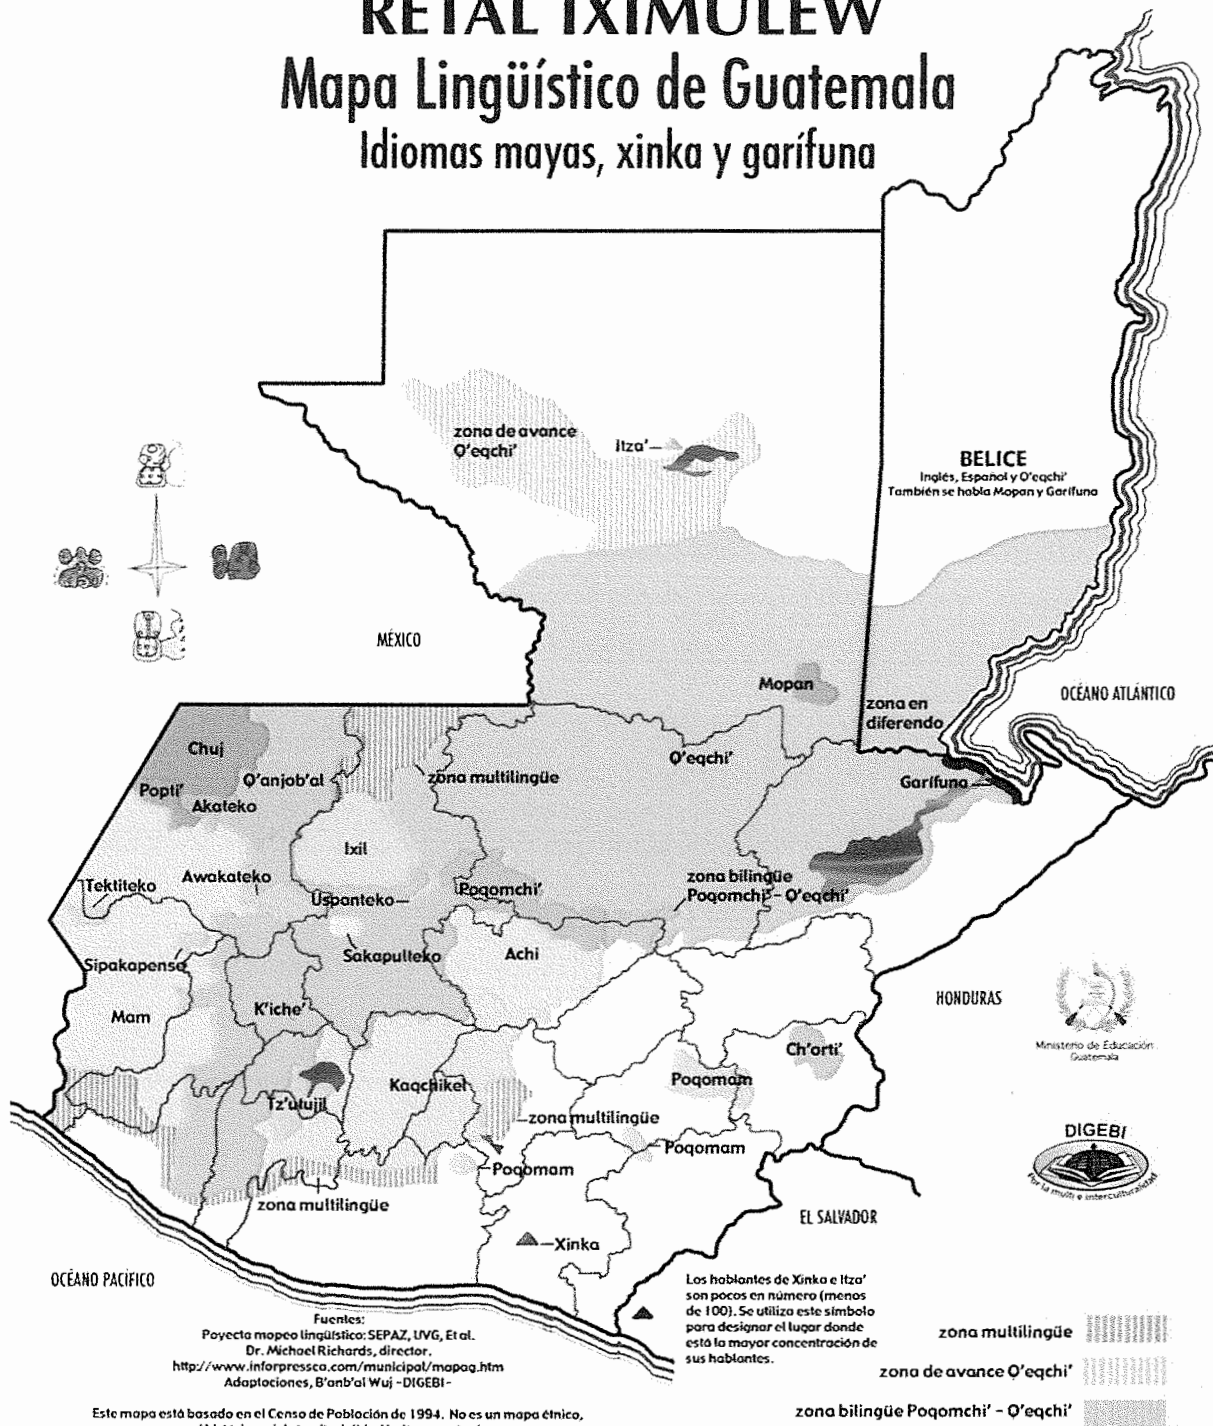 RETAL IXIMULEW
Mapa Lingüístico de Guatemala
Idiomas mayas, xinka y garífuna
zona de avance
Q'eqchi'
Itza'
BELICE
Inglés, Español y Q'eqchi'
También se habla Mopan y Garífuna
MÉXICO
Mopan
zona en
diferendo
OCÉANO ATLÁNTICO
Chuj
Q'anjob'al
zona multilingüe
Q'eqchi'
Garífuna
Popti'
Akateko
Ixil
Awakateko
Tektiteko
Uspanteko
Poqomchi'
zona bilingüe
Poqomchi' - Q'eqchi'
Sipakapense
Sakapulteko
Achi
Mam
K'iche'
HONDURAS
Ministerio de Educación
Guatemala
Ch'orti'
Kaqchikel
Poqomam
Tz'utujil
zona multilingüe
Poqomam
DIGEBI
Por la multi e interculturalidad
Poqomam
zona multilingüe
EL SALVADOR
Xinka
OCÉANO PACÍFICO
Los hablantes de Xinka e Itza'
son pocos en número (menos
de 100). Se utiliza este símbolo
para designar el lugar donde
está la mayor concentración de
sus hablantes.
Fuentes:
Poyecta mapeo lingüístico: SEPAZ, UVG, Et al.
Dr. Michael Richards, director.
http://www.inforpressca.com/municipal/mapag.htm
Adaptaciones, B'anb'al Wuj -DIGEBI-
zona multilingüe
zona de avance Q'eqchi'
zona bilingüe Poqomchi' - Q'eqchi'
Este mapa está basado en el Censo de Población de 1994. No es un mapa étnico,